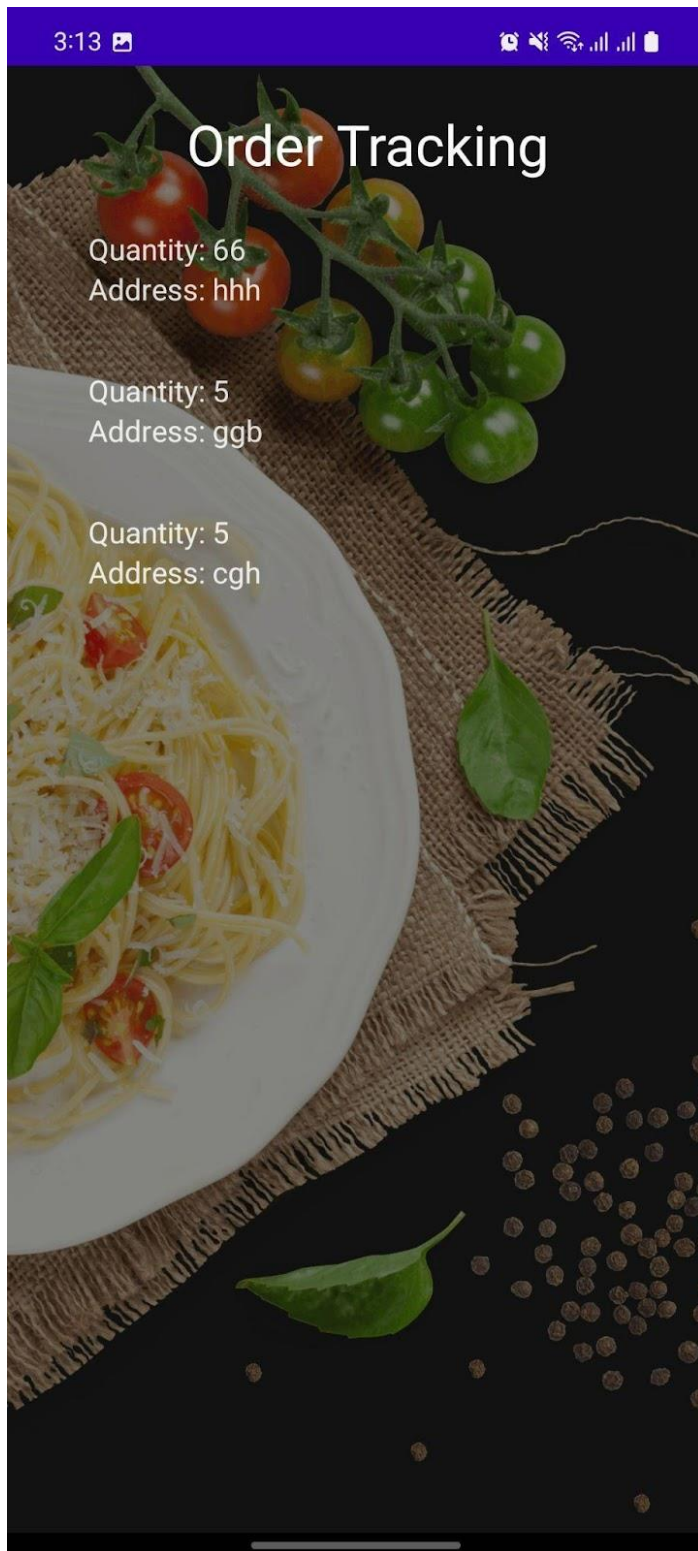 3:13
Order Tracking
Quantity: 66
Address: hhh
Quantity: 5
Address: ggb
Quantity: 5
Address: cgh